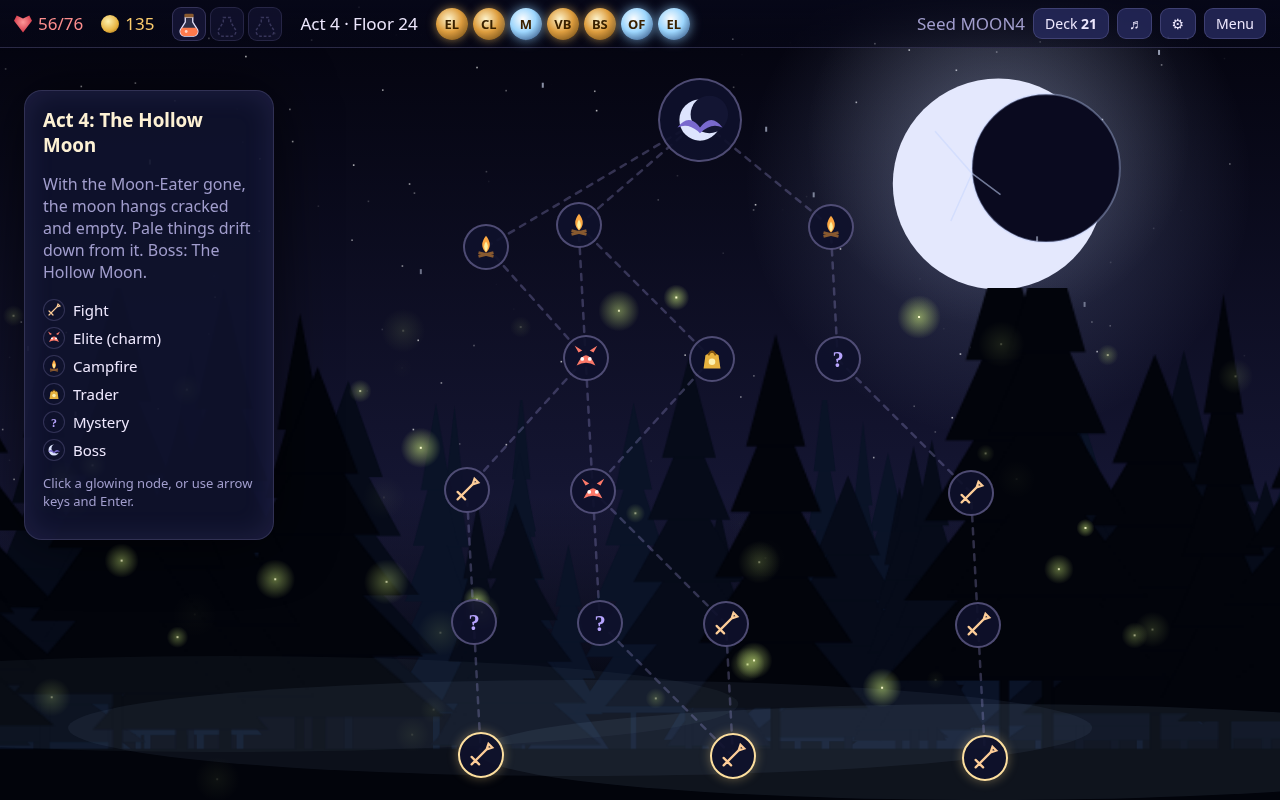 56/76
135
Act 4 · Floor 24
EL CL M VB BS OF EL
Seed MOON4
Deck 21
Menu
Act 4: The Hollow
Moon
With the Moon-Eater gone,
the moon hangs cracked
and empty. Pale things drift
down from it. Boss: The
Hollow Moon.
Fight
Elite (charm)
Campfire
Trader
? Mystery
Boss
Click a glowing node, or use arrow
keys and Enter.
?
? ?